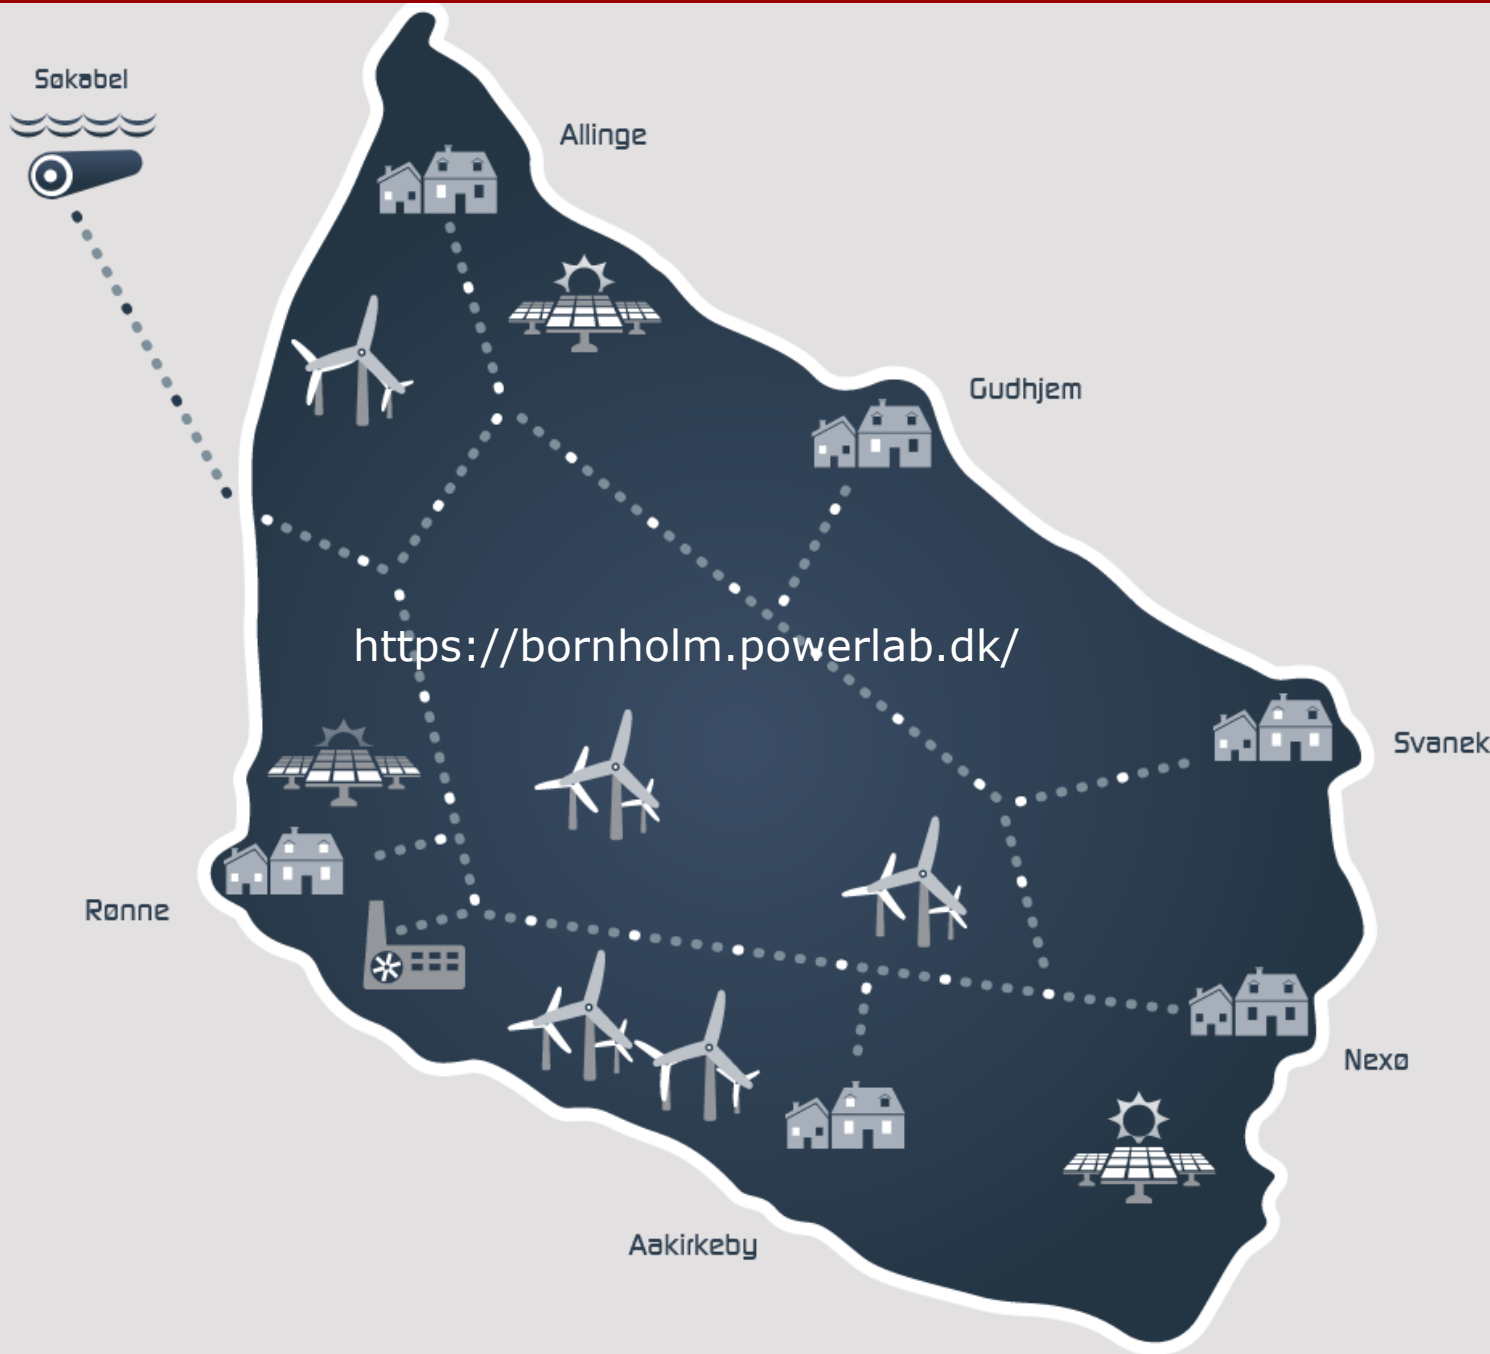 Søkabel
Allinge
Gudhjem
https://bornholm.powerlab.dk/
Svanek
Rønne
Nexø
Aakirkeby